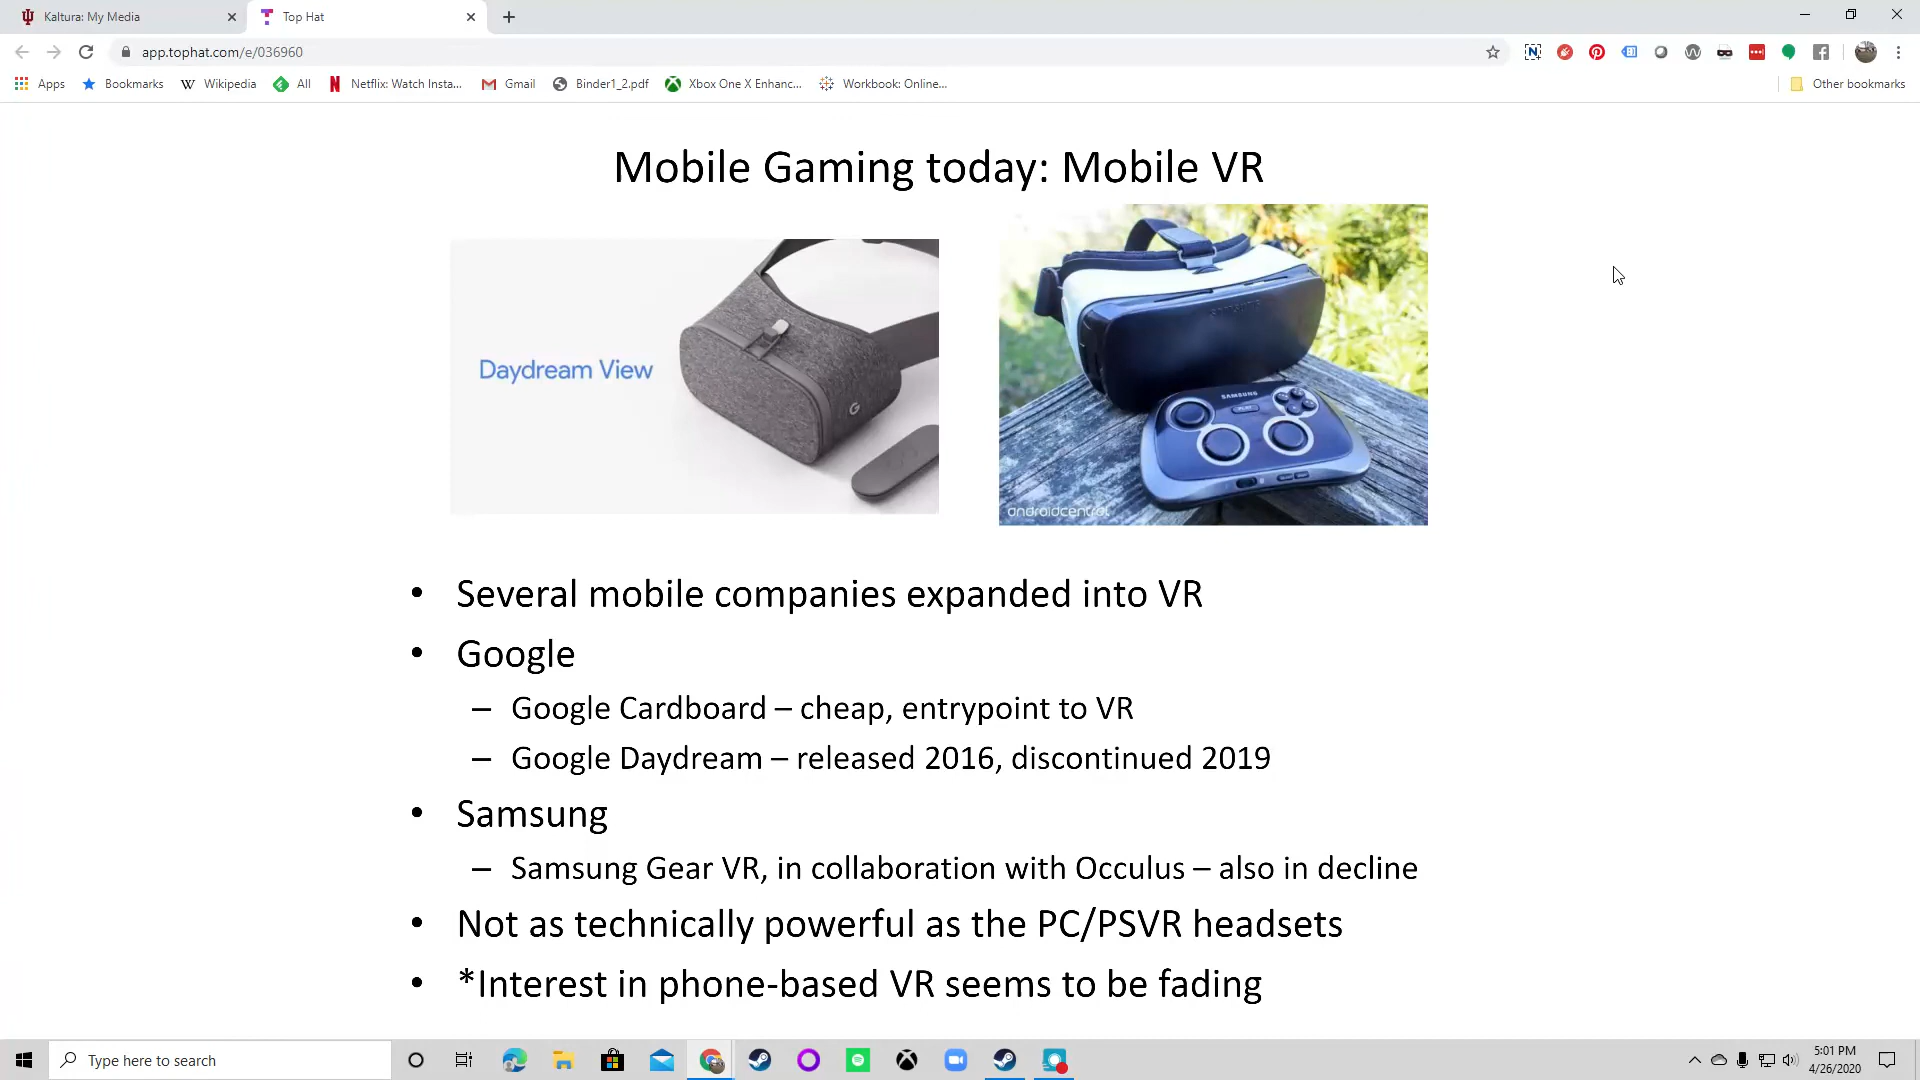 Kaltura: My Media
Top Hat
app.tophat.com/e/036960
Apps
Bookmarks
Wikipedia
All
Netflix: Watch Insta...
Gmail
Binder1_2.pdf
Xbox One X Enhanc...
Workbook: Online...
Other bookmarks
Mobile Gaming today: Mobile VR
Daydream View
SAMSUNG
SAMSUNG
PLAY
androidcentral
• Several mobile companies expanded into VR
• Google
– Google Cardboard – cheap, entrypoint to VR
– Google Daydream – released 2016, discontinued 2019
• Samsung
– Samsung Gear VR, in collaboration with Occulus – also in decline
• Not as technically powerful as the PC/PSVR headsets
• *Interest in phone-based VR seems to be fading
Type here to search
5:01 PM
4/26/2020